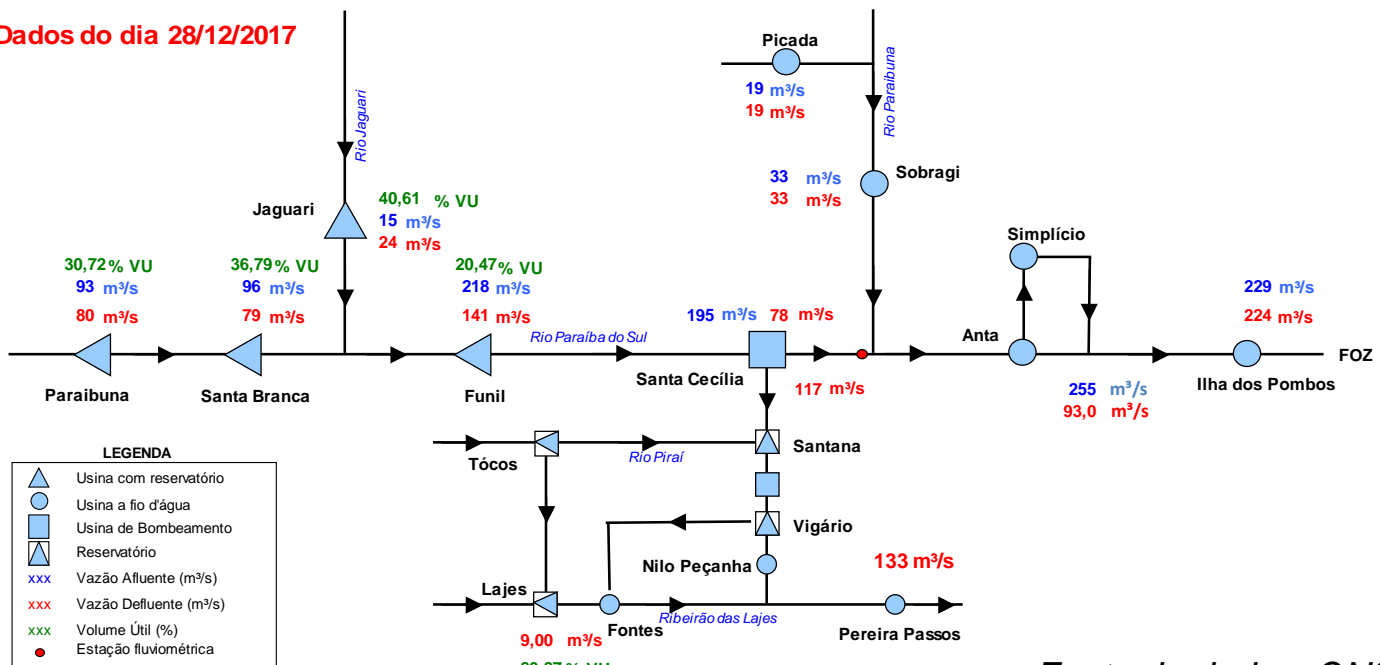 Dados do dia 28/12/2017
Picada
19 m³/s
19 m³/s
Rio Jaguari
Rio Paraibuna
Jaguari
40,61 % VU
15 m³/s
24 m³/s
33 m³/s
33 m³/s
Sobragi
Simplício
30,72% VU
93 m³/s
80 m³/s
36,79% VU
96 m³/s
79 m³/s
20,47% VU
218 m³/s
141 m³/s
Rio Paraíba do Sul
195 m³/s 78 m³/s
229 m³/s
224 m³/s
Anta
FOZ
Paraibuna
Santa Branca
Funil
Santa Cecília
117 m³/s
255 m³/s
93,0 m³/s
Ilha dos Pombos
Tócos
Rio Piraí
Santana
Vigário
Nilo Peçanha
133 m³/s
Lajes
Fontes
Ribeirão das Lajes
Pereira Passos
9,00 m³/s
LEGENDA
Usina com reservatório
Usina a fio d'água
Usina de Bombeamento
Reservatório
xxx Vazão Afluente (m³/s)
xxx Vazão Defluente (m³/s)
xxx Volume Útil (%)
Estação fluviométrica
% VU